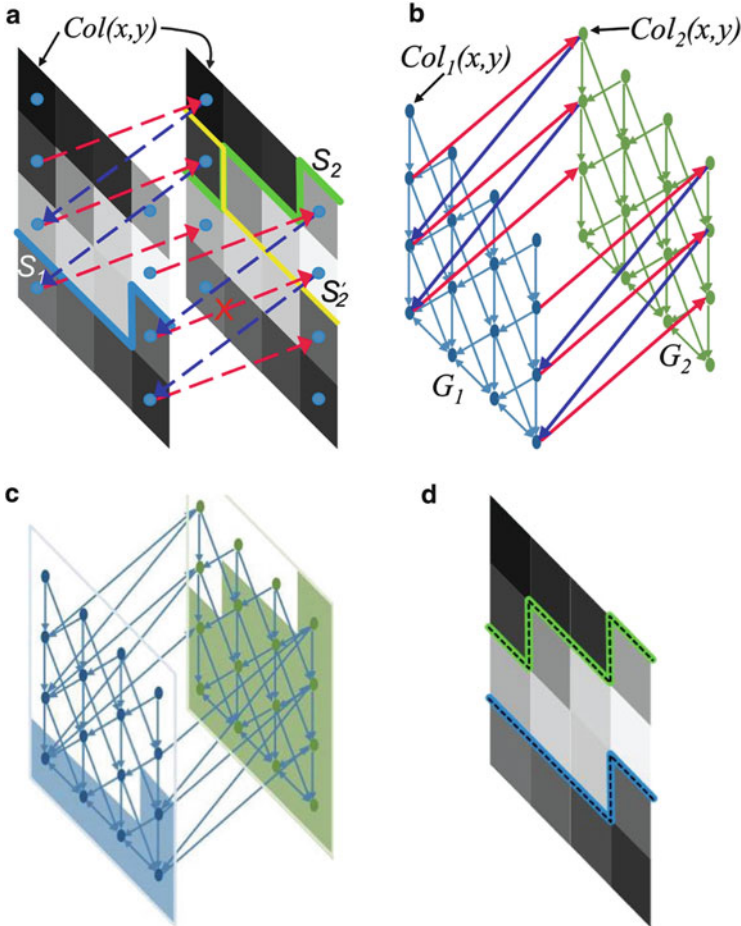 a
Col(x,y)
S₂
S₁
S₂′
b
Col₁(x,y)
Col₂(x,y)
G₁
G₂
c
d